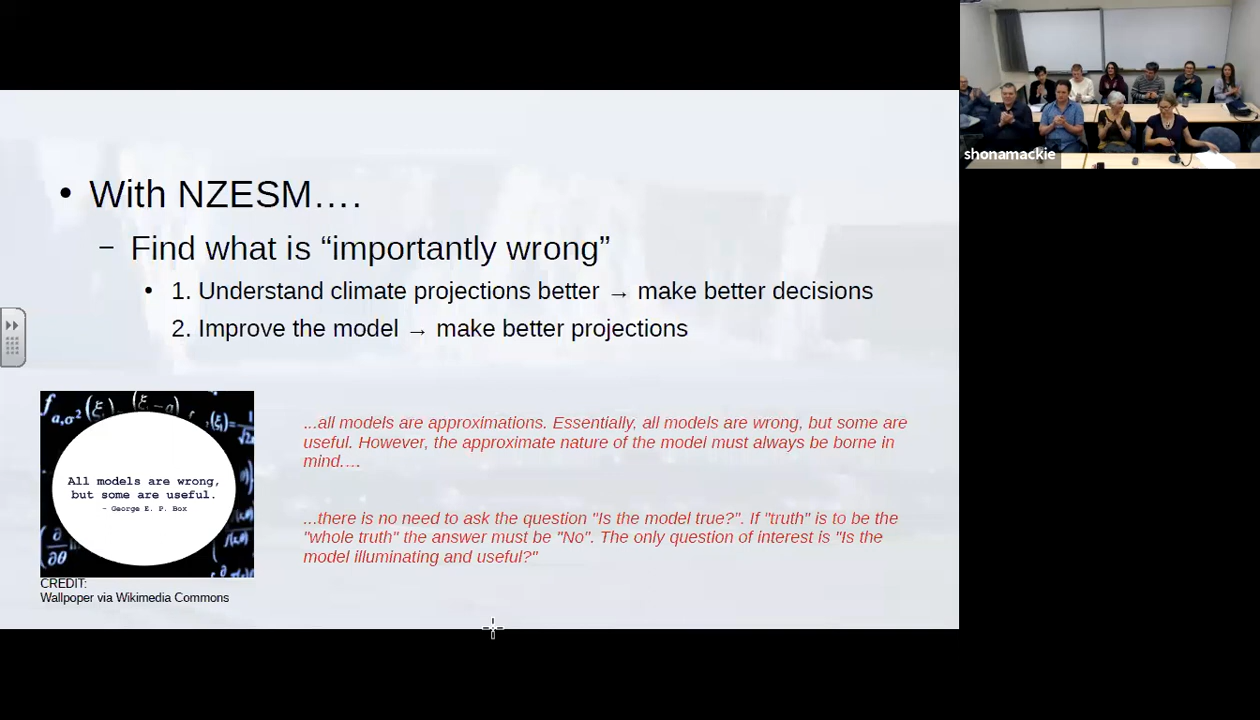 shonamackie
• With NZESM….
– Find what is “importantly wrong”
• 1. Understand climate projections better → make better decisions
2. Improve the model → make better projections
All models are wrong,
but some are useful.
- George E. P. Box
CREDIT:
Wallpoper via Wikimedia Commons
...all models are approximations. Essentially, all models are wrong, but some are
useful. However, the approximate nature of the model must always be borne in
mind….
...there is no need to ask the question "Is the model true?". If "truth" is to be the
"whole truth" the answer must be "No". The only question of interest is "Is the
model illuminating and useful?"